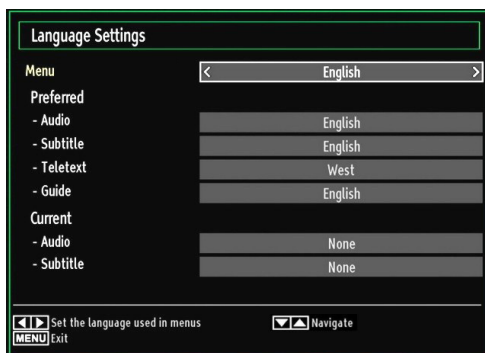 Language Settings
Menu < English >
Preferred
- Audio English
- Subtitle English
- Teletext West
- Guide English
Current
- Audio None
- Subtitle None
Set the language used in menus Navigate
MENU Exit